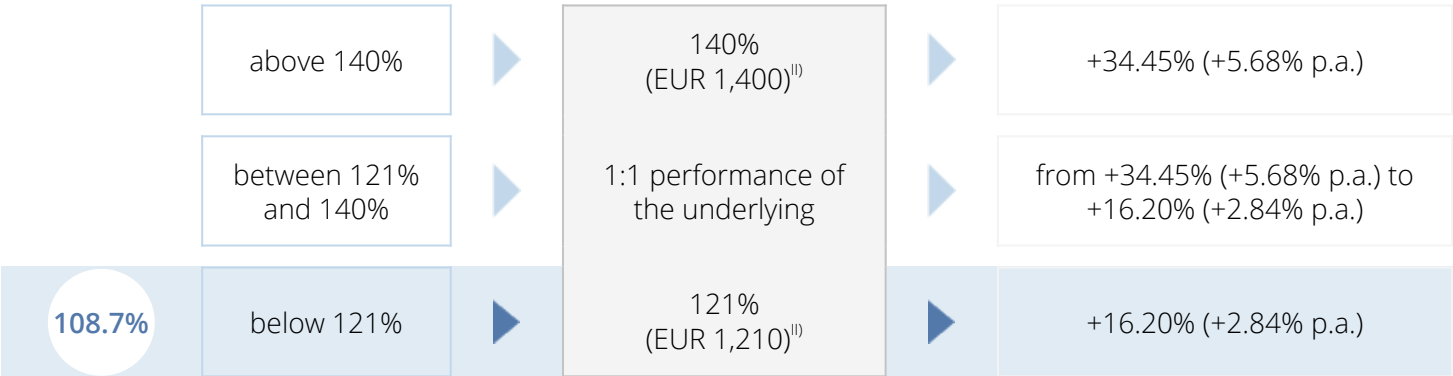 above 140%
140%
(EUR 1,400)II)
+34.45% (+5.68% p.a.)
between 121%
and 140%
1:1 performance of
the underlying
from +34.45% (+5.68% p.a.) to
+16.20% (+2.84% p.a.)
108.7%
below 121%
121%
(EUR 1,210)II)
+16.20% (+2.84% p.a.)